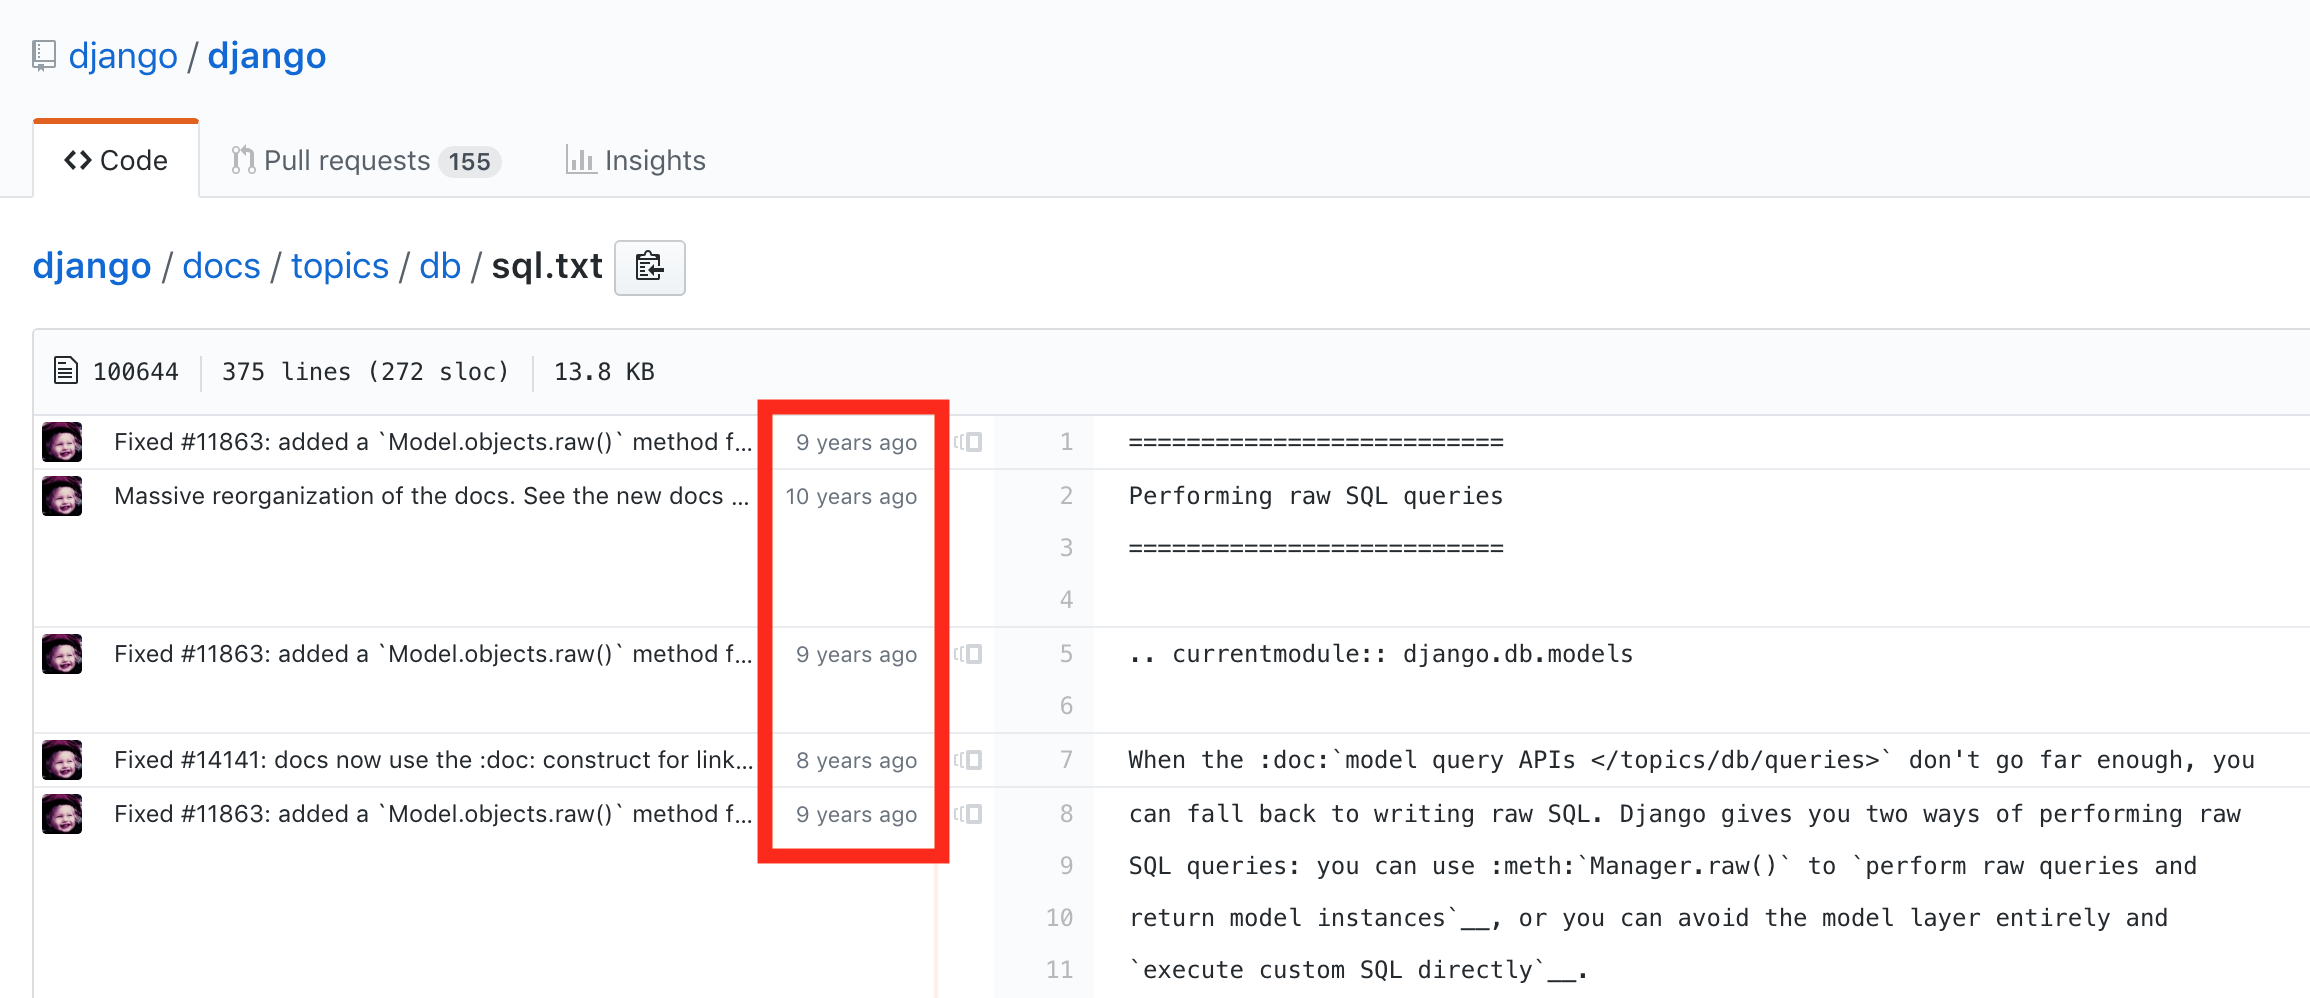 django / django
Code Pull requests 155 Insights
django / docs / topics / db / sql.txt
100644 375 lines (272 sloc) 13.8 KB
Fixed #11863: added a `Model.objects.raw()` method f... 9 years ago 1 ==========================
Massive reorganization of the docs. See the new docs ... 10 years ago 2 Performing raw SQL queries
3 ==========================
4
Fixed #11863: added a `Model.objects.raw()` method f... 9 years ago 5 .. currentmodule:: django.db.models
6
Fixed #14141: docs now use the :doc: construct for link... 8 years ago 7 When the :doc:`model query APIs </topics/db/queries>` don't go far enough, you
Fixed #11863: added a `Model.objects.raw()` method f... 9 years ago 8 can fall back to writing raw SQL. Django gives you two ways of performing raw
9 SQL queries: you can use :meth:`Manager.raw()` to `perform raw queries and
10 return model instances`__, or you can avoid the model layer entirely and
11 `execute custom SQL directly`__.